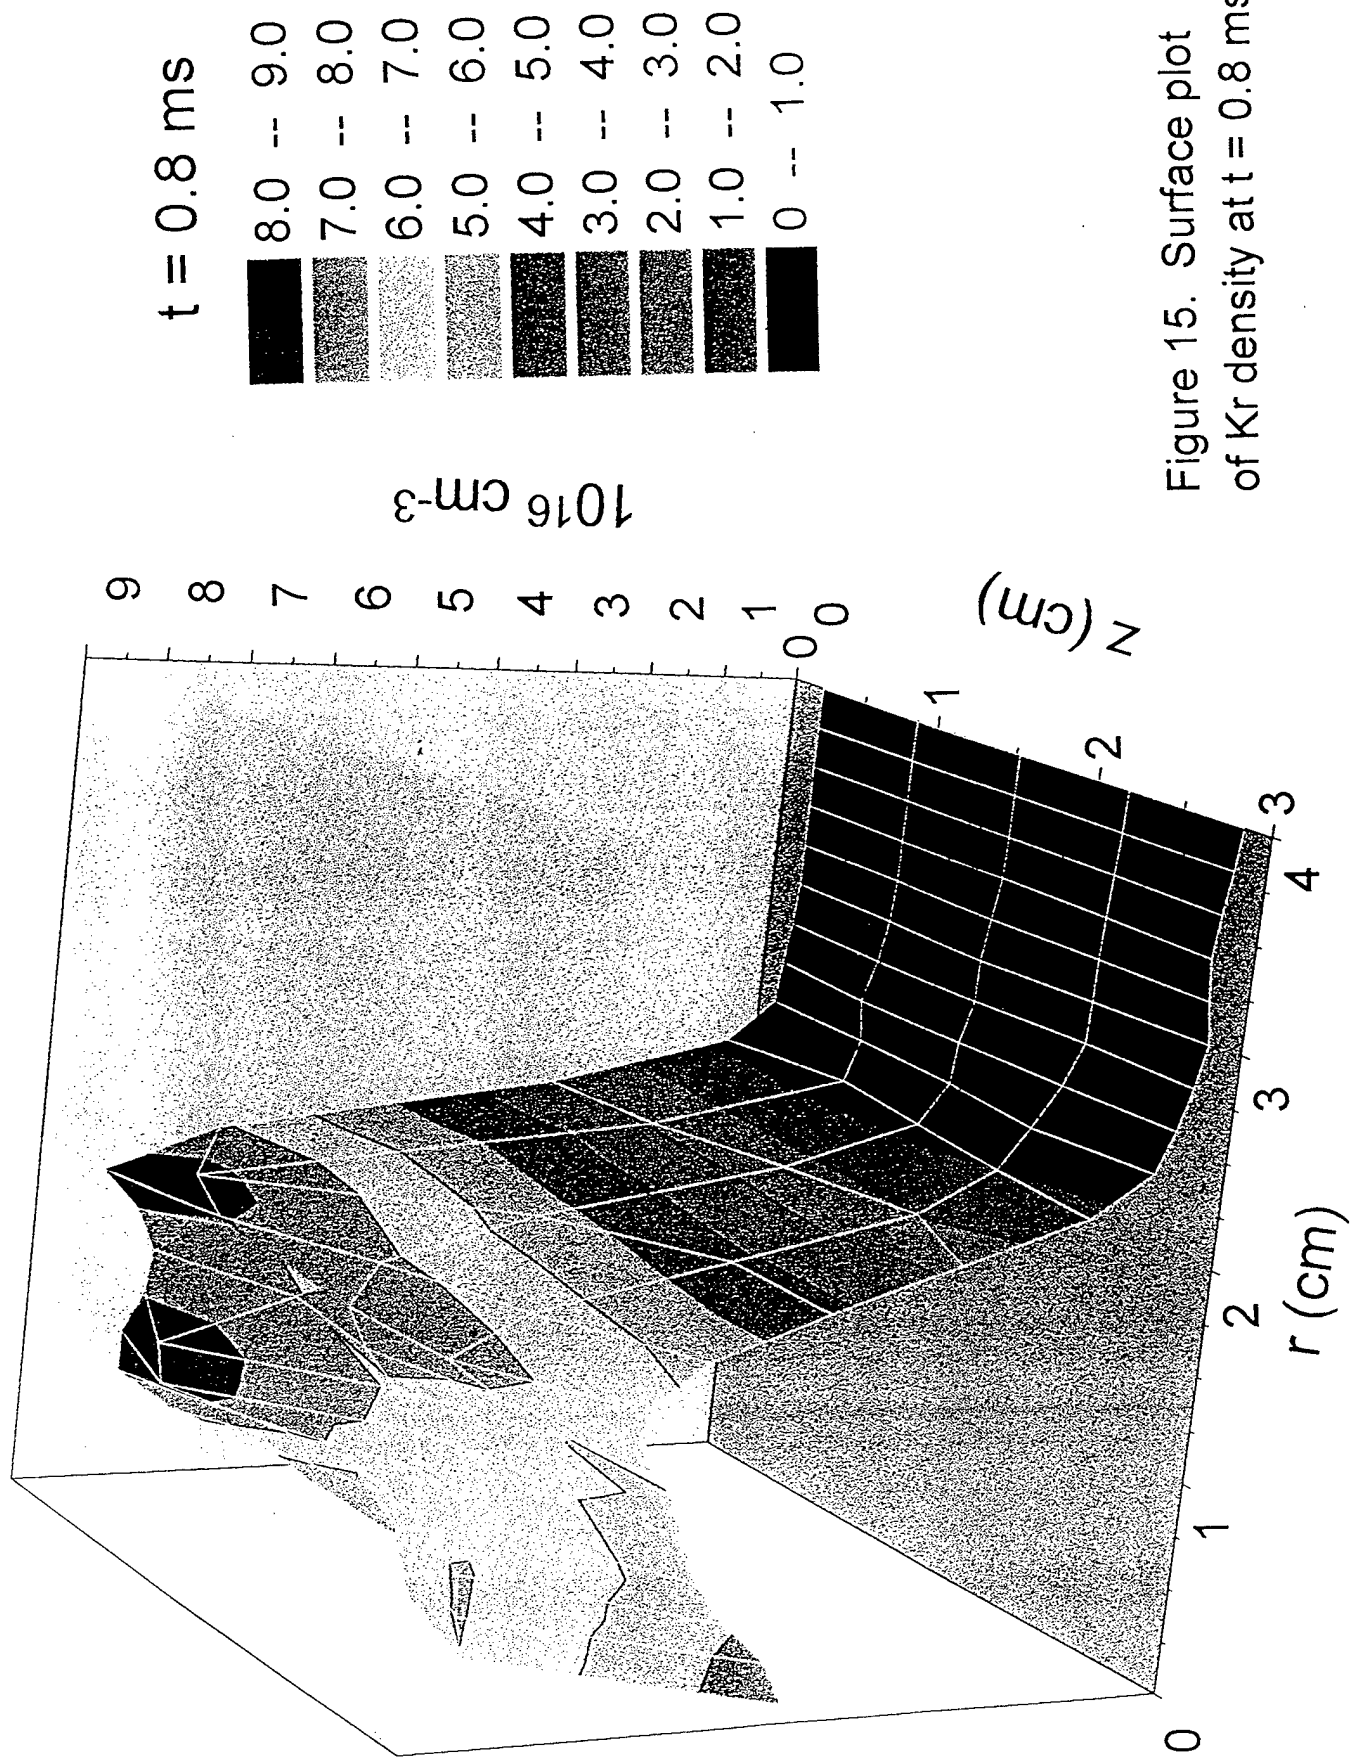 t = 0.8 ms
8.0 -- 9.0
7.0 -- 8.0
6.0 -- 7.0
5.0 -- 6.0
4.0 -- 5.0
3.0 -- 4.0
2.0 -- 3.0
1.0 -- 2.0
0 -- 1.0
10¹⁶ cm⁻³
9
8
7
6
5
4
3
2
1
0
0
1
2
3
z (cm)
0
1
2
3
4
r (cm)
Figure 15. Surface plot
of Kr density at t = 0.8 ms